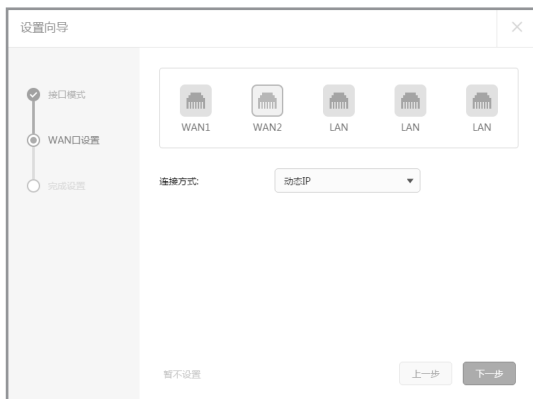 设置向导
接口模式
WAN口设置
完成设置
WAN1 WAN2 LAN LAN LAN
连接方式: 动态IP
暂不设置 上一步 下一步